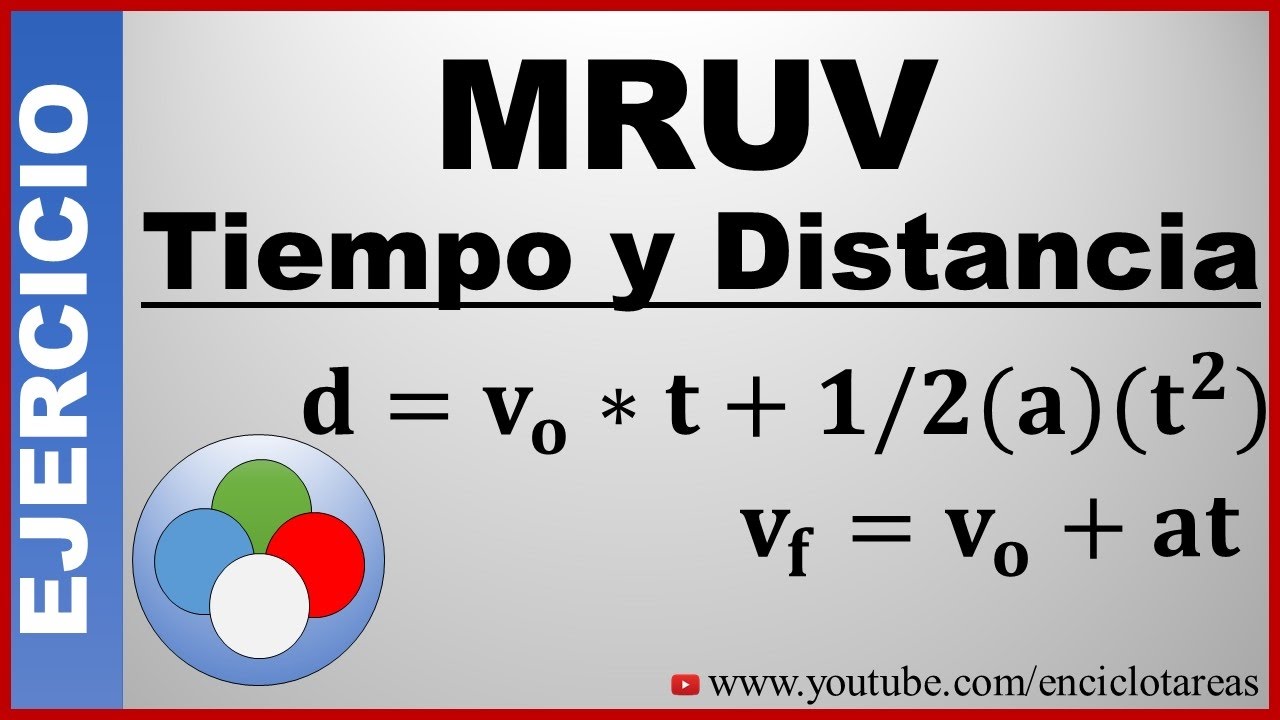 EJERCICIO
MRUV
Tiempo y Distancia
d = v₀ * t + 1/2(a)(t²)
v_f = v₀ + at
www.youtube.com/enciclotareas